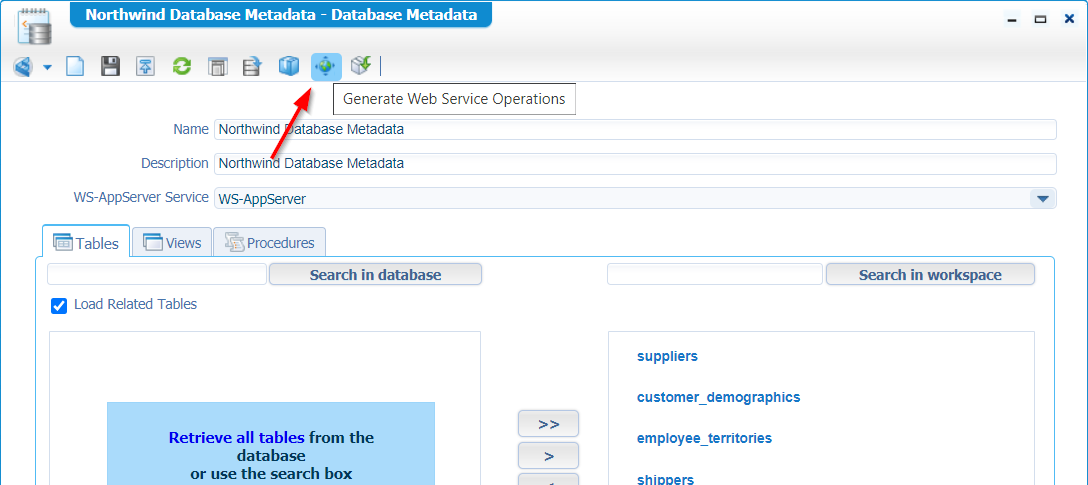 Northwind Database Metadata - Database Metadata
Generate Web Service Operations
Name Northwind Database Metadata
Description Northwind Database Metadata
WS-AppServer Service WS-AppServer
Tables Views Procedures
Search in database Search in workspace
Load Related Tables
suppliers
customer_demographics
Retrieve all tables from the
database
or use the search box
>>
>
employee_territories
shippers